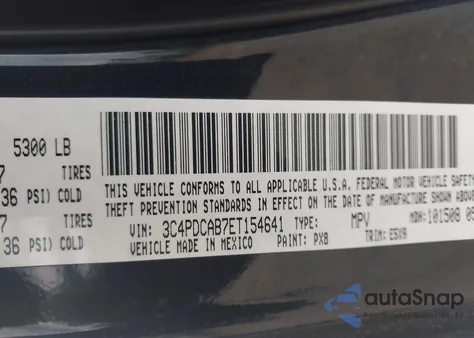 5300 LB
7 TIRES
36 PSI) COLD
7 TIRES
36 PSI) COLD
THIS VEHICLE CONFORMS TO ALL APPLICABLE U.S.A. FEDERAL MOTOR VEHICLE SAFETY
THEFT PREVENTION STANDARDS IN EFFECT ON THE DATE OF MANUFACTURE
VIN: 3C4PDCAB7ET154641 TYPE: MPV MDH: 101508
VEHICLE MADE IN MEXICO PAINT: PX8 TRIM: E5X9
autoSnap